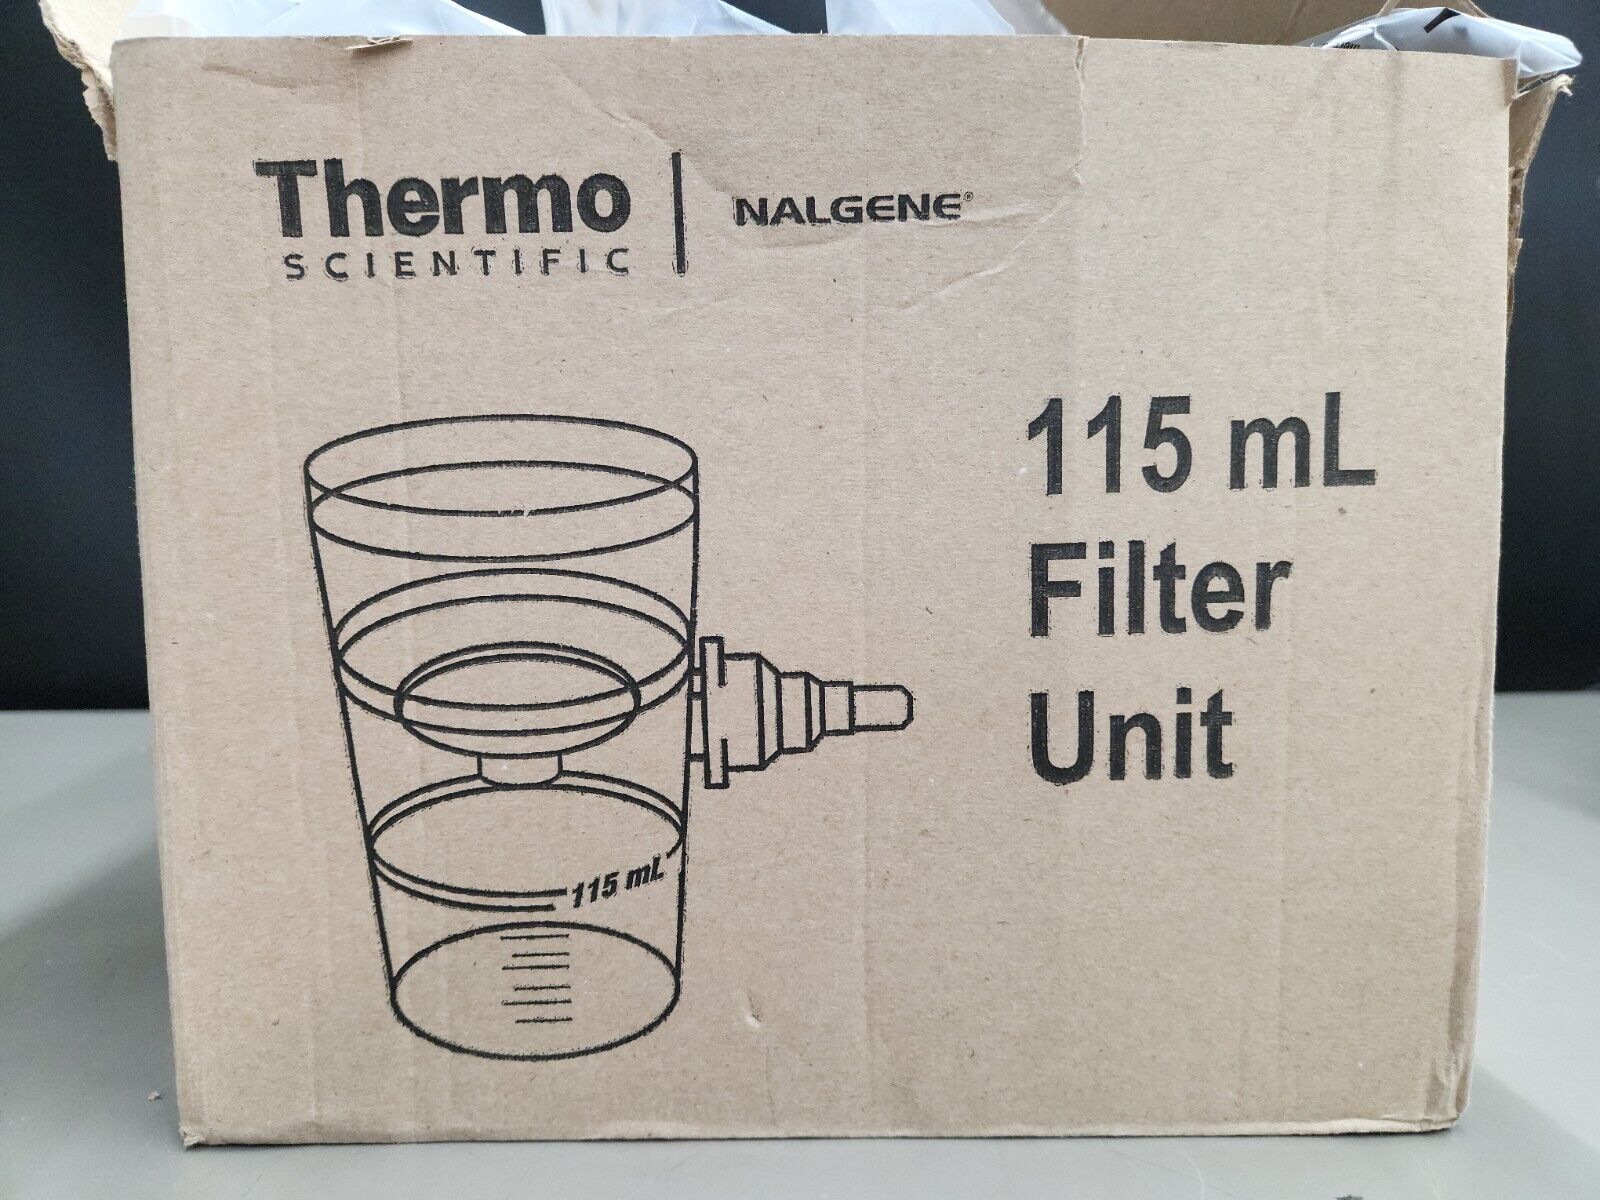 Thermo
SCIENTIFIC
NALGENE®
115 mL
Filter
Unit
115 mL